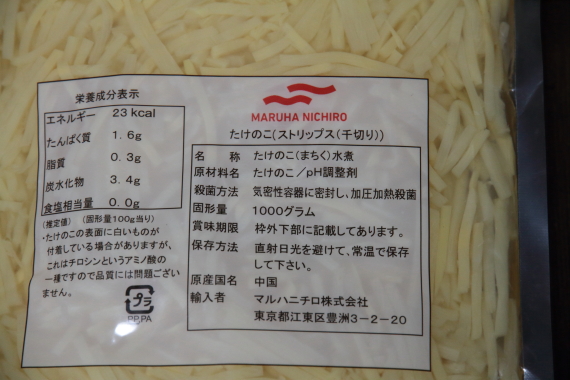 栄養成分表示
エネルギー 23 kcal
たんぱく質 1.6g
脂質 0.3g
炭水化物 3.4g
食塩相当量 0.0g
(推定値) (固形量100g当り)
・たけのこの表面に白いものが
付着している場合がありますが、
これはチロシンというアミノ酸の
一種ですので品質には問題ござい
ません。
プラ
PP,PA
MARUHA NICHIRO
たけのこ(ストリップス(千切り))
名 称 たけのこ(まちく)水煮
原材料名 たけのこ/pH調整剤
殺菌方法 気密性容器に密封し、加圧加熱殺菌
固形量 1000グラム
賞味期限 枠外下部に記載してあります。
保存方法 直射日光を避けて、常温で保存
して下さい。
原産国名 中国
輸入者 マルハニチロ株式会社
東京都江東区豊洲3-2-20